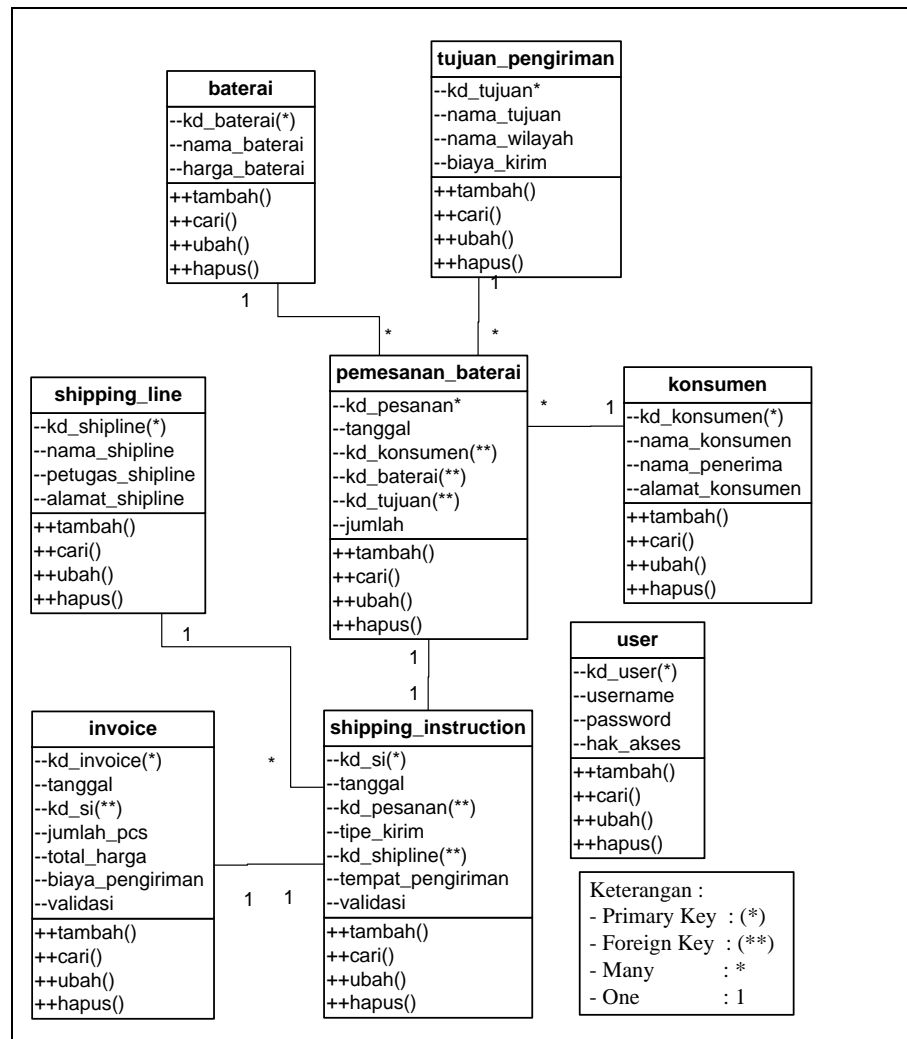 baterai
--kd_baterai(*)
--nama_baterai
--harga_baterai
++tambah()
++cari()
++ubah()
++hapus()
1
*
tujuan_pengiriman
--kd_tujuan*
--nama_tujuan
--nama_wilayah
--biaya_kirim
++tambah()
++cari()
++ubah()
++hapus()
1
*
shipping_line
--kd_shipline(*)
--nama_shipline
--petugas_shipline
--alamat_shipline
++tambah()
++cari()
++ubah()
++hapus()
1
*
pemesanan_baterai
--kd_pesanan*
--tanggal
--kd_konsumen(**)
--kd_baterai(**)
--kd_tujuan(**)
--jumlah
++tambah()
++cari()
++ubah()
++hapus()
*
1
1
1
konsumen
--kd_konsumen(*)
--nama_konsumen
--nama_penerima
--alamat_konsumen
++tambah()
++cari()
++ubah()
++hapus()
invoice
--kd_invoice(*)
--tanggal
--kd_si(**)
--jumlah_pcs
--total_harga
--biaya_pengiriman
--validasi
++tambah()
++cari()
++ubah()
++hapus()
1
1
shipping_instruction
--kd_si(*)
--tanggal
--kd_pesanan(**)
--tipe_kirim
--kd_shipline(**)
--tempat_pengiriman
--validasi
++tambah()
++cari()
++ubah()
++hapus()
user
--kd_user(*)
--username
--password
--hak_akses
++tambah()
++cari()
++ubah()
++hapus()
Keterangan :
- Primary Key : (*)
- Foreign Key : (**)
- Many : *
- One : 1